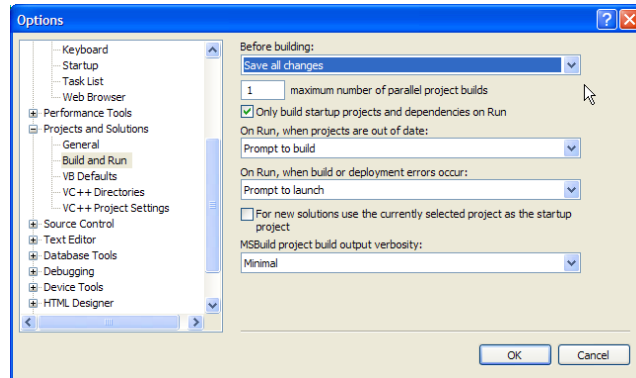 Options
Keyboard
Startup
Task List
Web Browser
Performance Tools
Projects and Solutions
General
Build and Run
VB Defaults
VC++ Directories
VC++ Project Settings
Source Control
Text Editor
Database Tools
Debugging
Device Tools
HTML Designer
Before building:
Save all changes
1 maximum number of parallel project builds
Only build startup projects and dependencies on Run
On Run, when projects are out of date:
Prompt to build
On Run, when build or deployment errors occur:
Prompt to launch
For new solutions use the currently selected project as the startup
project
MSBuild project build output verbosity:
Minimal
OK Cancel